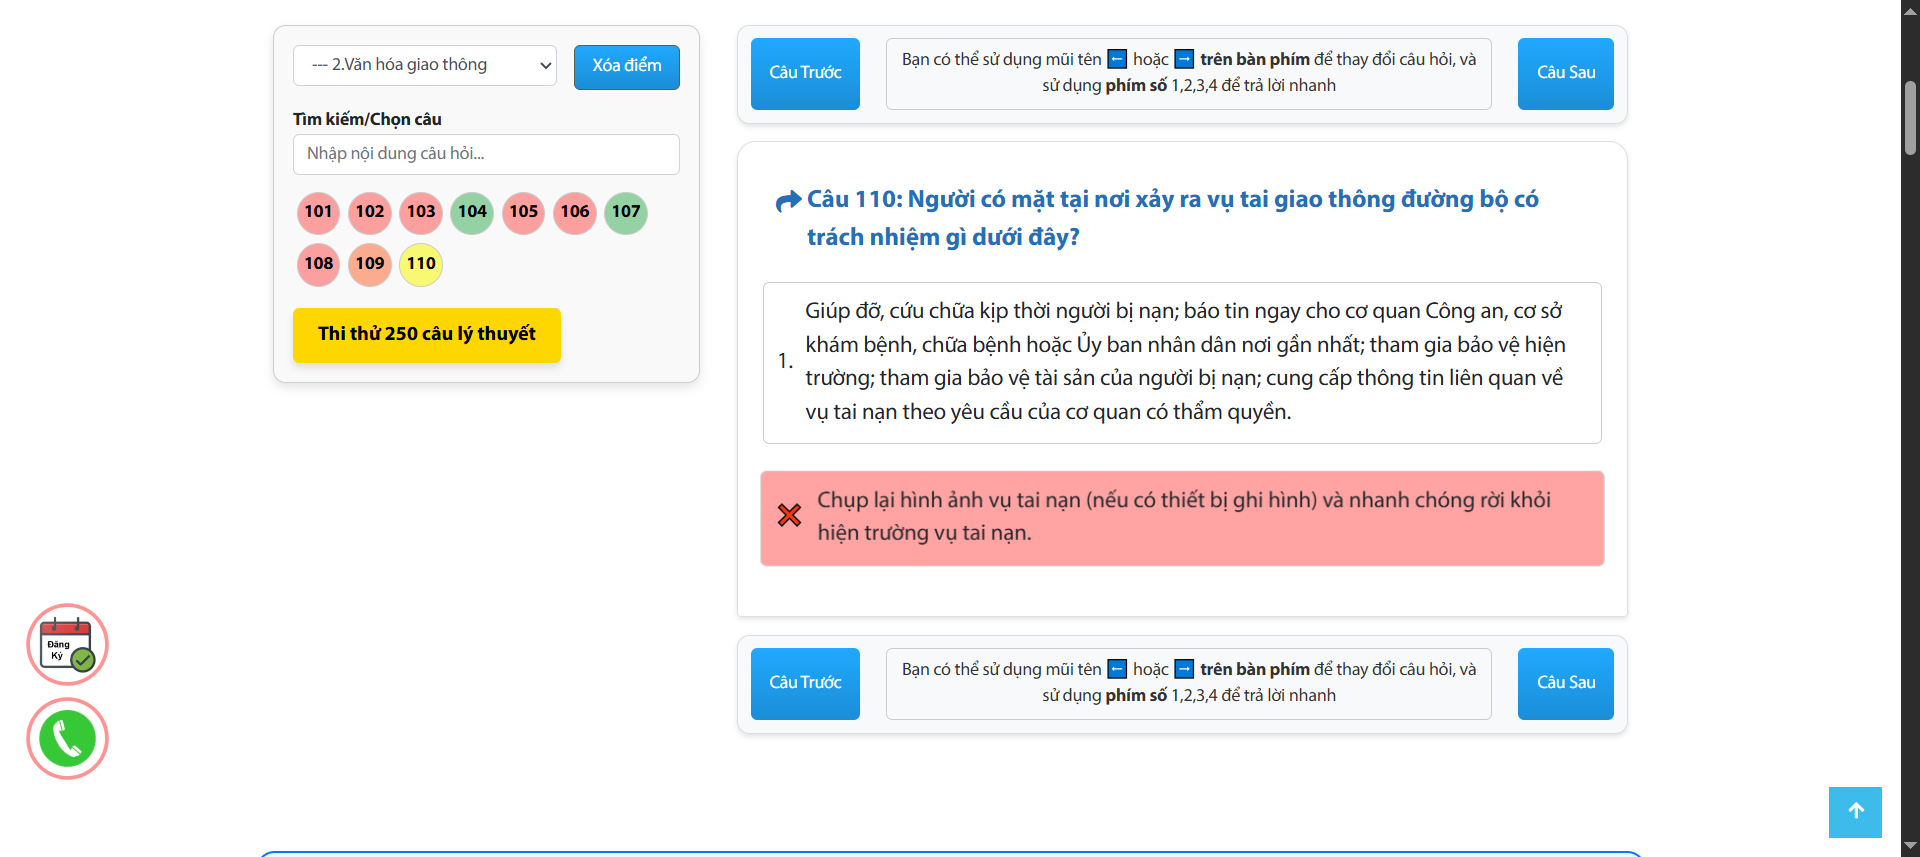 --- 2.Văn hóa giao thông
Xóa điểm
Tìm kiếm/Chọn câu
Nhập nội dung câu hỏi...
101 102 103 104 105 106 107
108 109 110
Thi thử 250 câu lý thuyết
Đăng
Ký
Câu Trước
Bạn có thể sử dụng mũi tên ← hoặc → trên bàn phím để thay đổi câu hỏi, và
sử dụng phím số 1,2,3,4 để trả lời nhanh
Câu Sau
Câu 110: Người có mặt tại nơi xảy ra vụ tai giao thông đường bộ có
trách nhiệm gì dưới đây?
1.
Giúp đỡ, cứu chữa kịp thời người bị nạn; báo tin ngay cho cơ quan Công an, cơ sở
khám bệnh, chữa bệnh hoặc Ủy ban nhân dân nơi gần nhất; tham gia bảo vệ hiện
trường; tham gia bảo vệ tài sản của người bị nạn; cung cấp thông tin liên quan về
vụ tai nạn theo yêu cầu của cơ quan có thẩm quyền.
Chụp lại hình ảnh vụ tai nạn (nếu có thiết bị ghi hình) và nhanh chóng rời khỏi
hiện trường vụ tai nạn.
Câu Trước
Bạn có thể sử dụng mũi tên ← hoặc → trên bàn phím để thay đổi câu hỏi, và
sử dụng phím số 1,2,3,4 để trả lời nhanh
Câu Sau